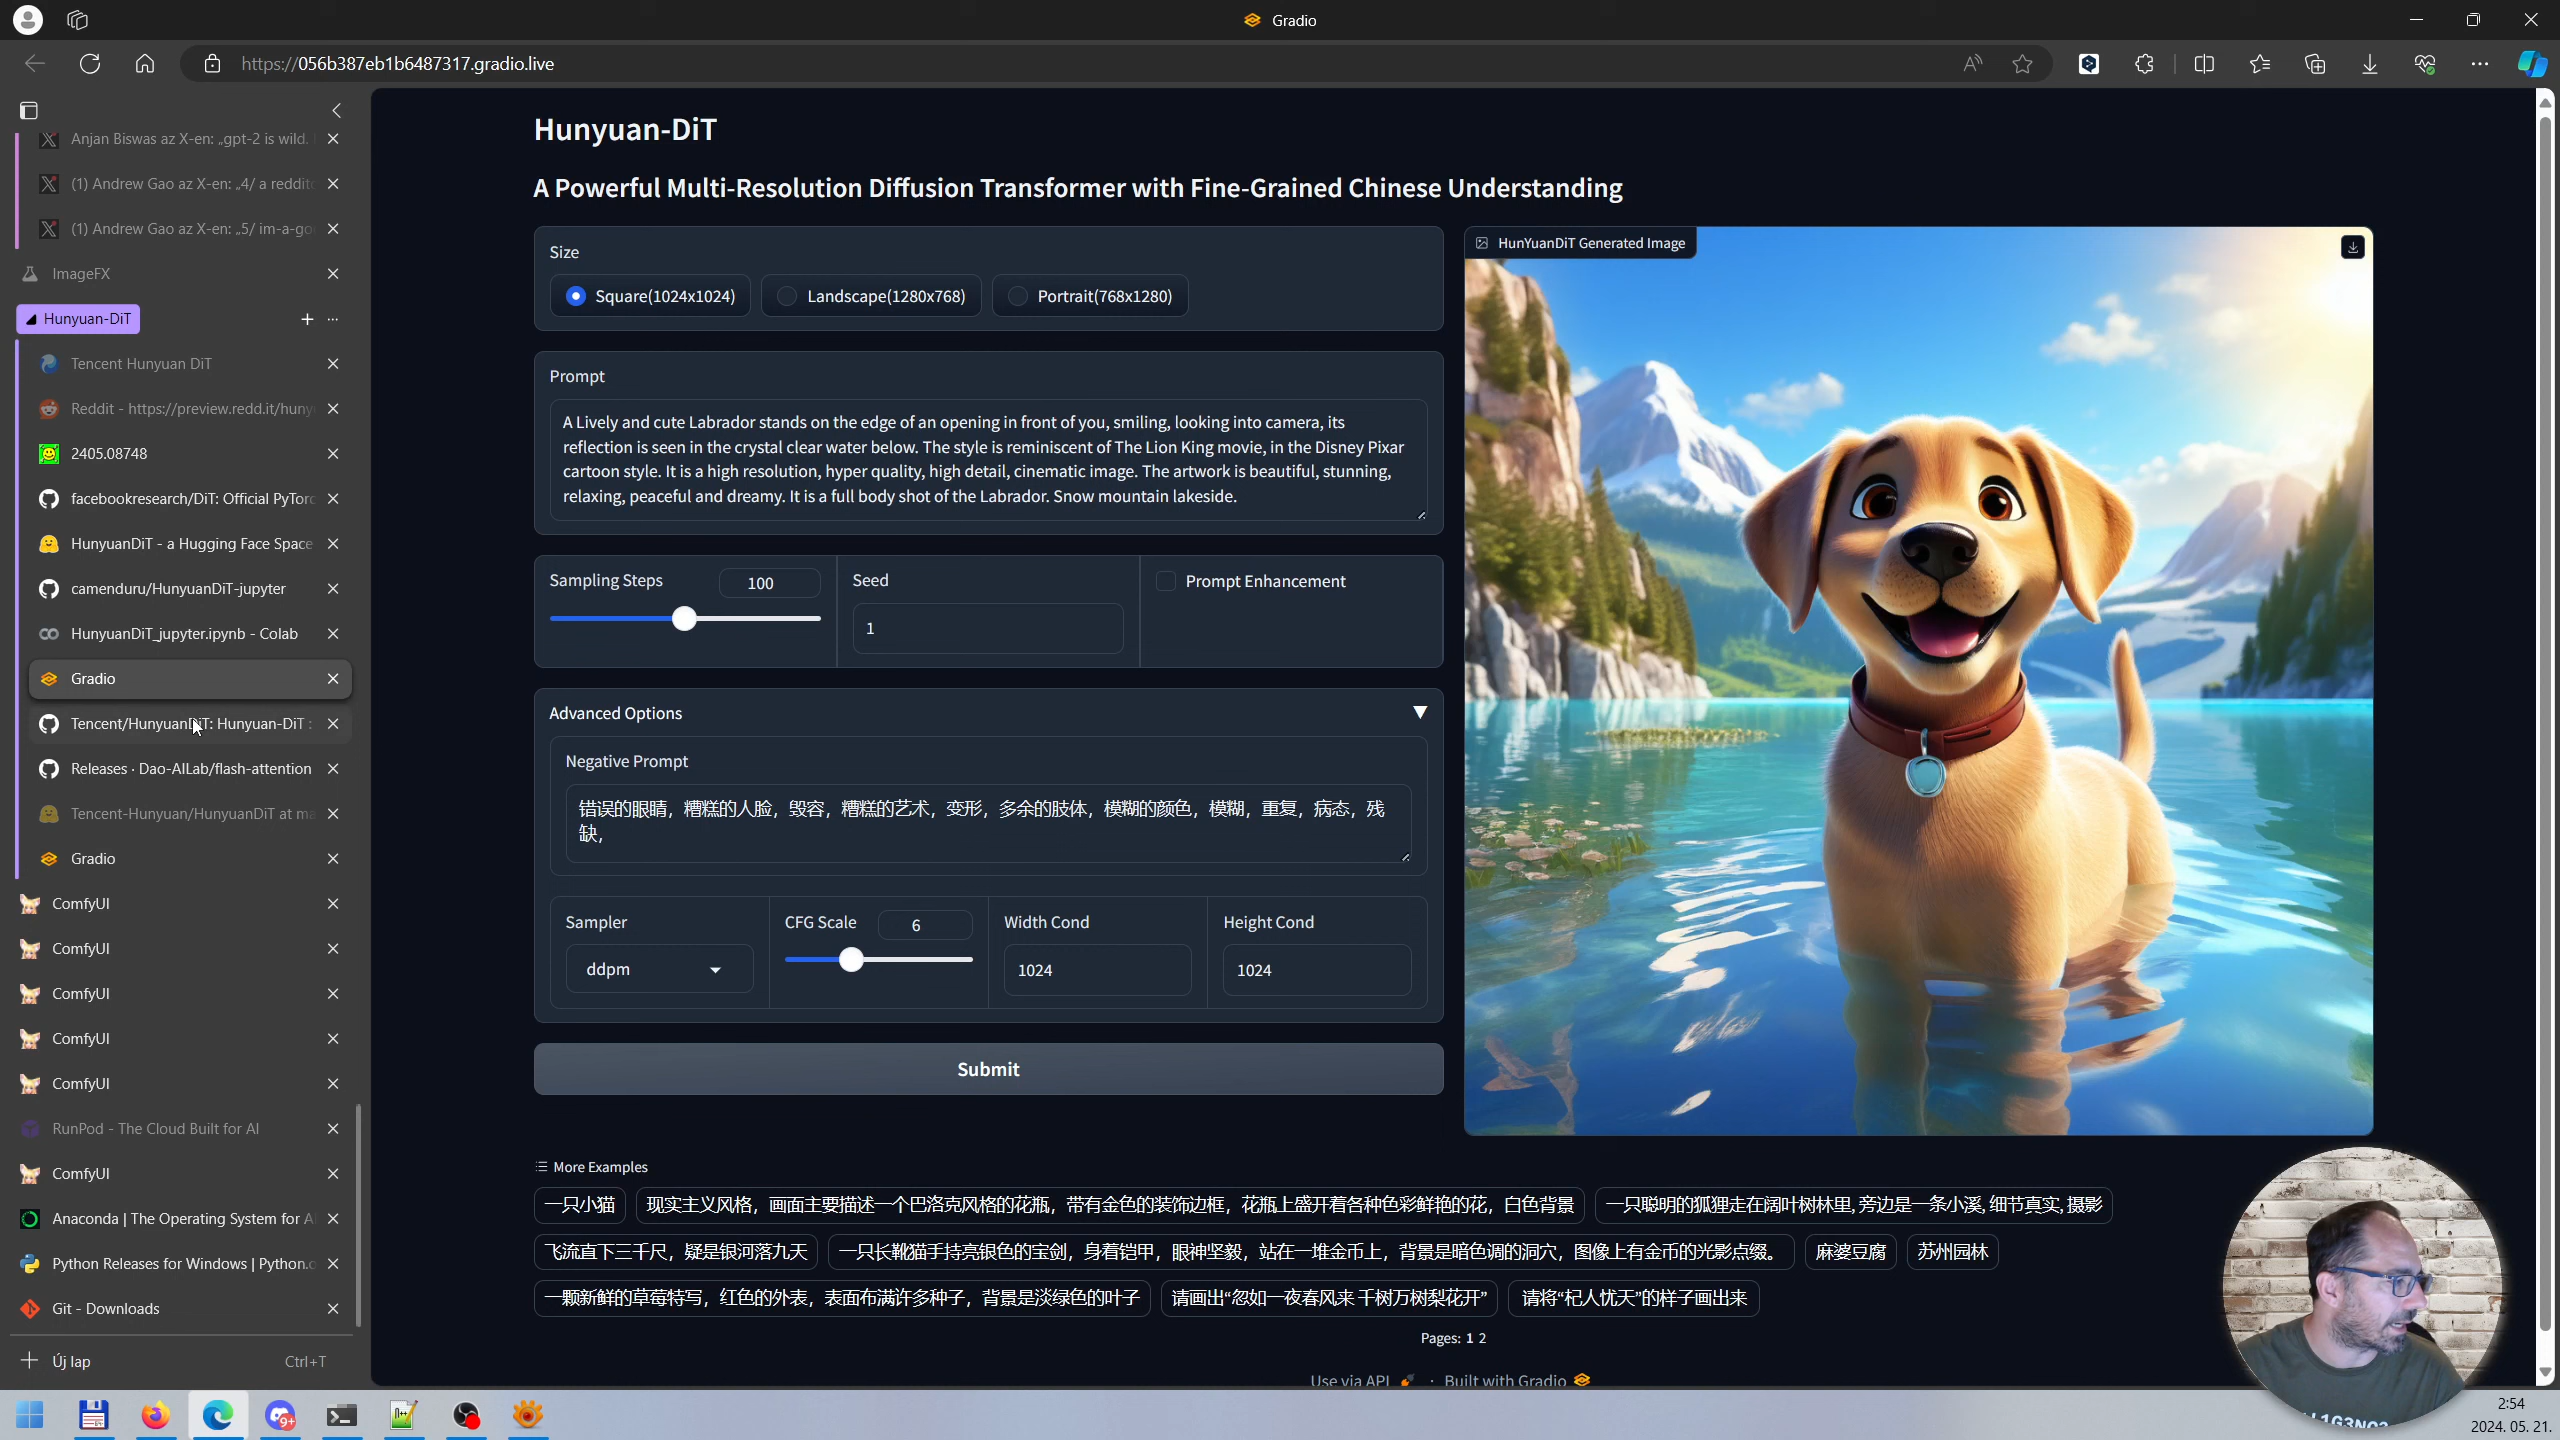 Gradio
https://056b387eb1b6487317.gradio.live
Anjan Biswas az X-en: „gpt-2 is wild.
(1) Andrew Gao az X-en: „4/ a reddit
(1) Andrew Gao az X-en: „5/ im-a-go
ImageFX
Hunyuan-DiT
Tencent Hunyuan DiT
Reddit - https://preview.redd.it/huny
2405.08748
facebookresearch/DiT: Official PyTorc
HunyuanDiT - a Hugging Face Space
camenduru/HunyuanDiT-jupyter
HunyuanDiT_jupyter.ipynb - Colab
Gradio
Tencent/HunyuanDiT: Hunyuan-DiT :
Releases · Dao-AILab/flash-attention
Tencent-Hunyuan/HunyuanDiT at ma
Gradio
ComfyUI
ComfyUI
ComfyUI
ComfyUI
ComfyUI
RunPod - The Cloud Built for AI
ComfyUI
Anaconda | The Operating System for AI
Python Releases for Windows | Python.o
Git - Downloads
Új lap Ctrl+T
Hunyuan-DiT
A Powerful Multi-Resolution Diffusion Transformer with Fine-Grained Chinese Understanding
Size
Square(1024x1024) Landscape(1280x768) Portrait(768x1280)
Prompt
A Lively and cute Labrador stands on the edge of an opening in front of you, smiling, looking into camera, its
reflection is seen in the crystal clear water below. The style is reminiscent of The Lion King movie, in the Disney Pixar
cartoon style. It is a high resolution, hyper quality, high detail, cinematic image. The artwork is beautiful, stunning,
relaxing, peaceful and dreamy. It is a full body shot of the Labrador. Snow mountain lakeside.
Sampling Steps 100 Seed Prompt Enhancement
1
Advanced Options
Negative Prompt
错误的眼睛，糟糕的人脸，毁容，糟糕的艺术，变形，多余的肢体，模糊的颜色，模糊，重复，病态，残
缺，
Sampler CFG Scale 6 Width Cond Height Cond
ddpm 1024 1024
Submit
HunYuanDiT Generated Image
More Examples
一只小猫 现实主义风格，画面主要描述一个巴洛克风格的花瓶，带有金色的装饰边框，花瓶上盛开着各种色彩鲜艳的花，白色背景 一只聪明的狐狸走在阔叶树林里, 旁边是一条小溪, 细节真实, 摄影
飞流直下三千尺，疑是银河落九天 一只长靴猫手持亮银色的宝剑，身着铠甲，眼神坚毅，站在一堆金币上，背景是暗色调的洞穴，图像上有金币的光影点缀。 麻婆豆腐 苏州园林
一颗新鲜的草莓特写，红色的外表，表面布满许多种子，背景是淡绿色的叶子 请画出“忽如一夜春风来 千树万树梨花开” 请将“杞人忧天”的样子画出来
Pages: 1 2
Use via API · Built with Gradio
9+
2:54
2024. 05. 21.